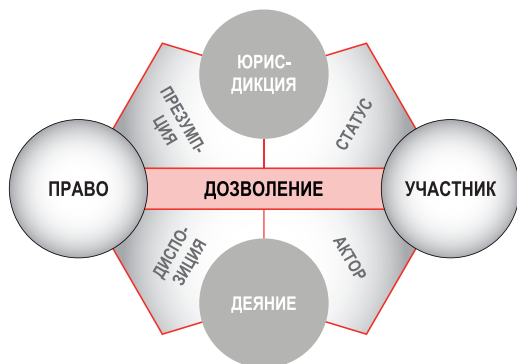 ЮРИС-
ДИКЦИЯ
ПРЕЗУМП-
ЦИЯ
СТАТУС
ПРАВО
ДОЗВОЛЕНИЕ
УЧАСТНИК
ДИСПО-
ЗИЦИЯ
АКТОР
ДЕЯНИЕ